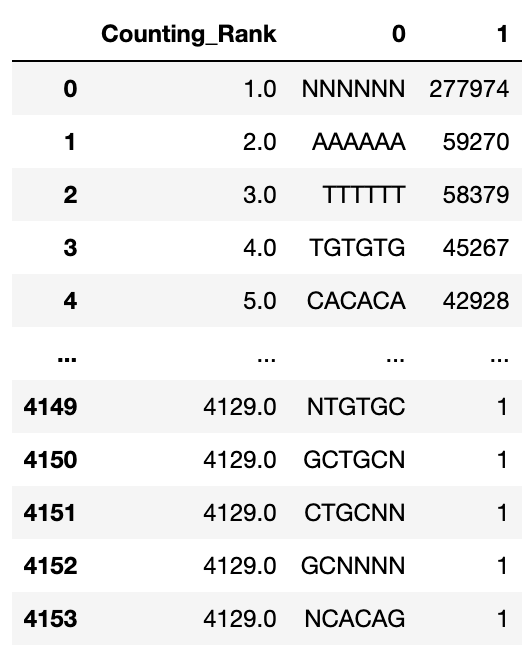 Counting_Rank 0 1
0 1.0 NNNNNN 277974
1 2.0 AAAAAA 59270
2 3.0 TTTTTT 58379
3 4.0 TGTGTG 45267
4 5.0 CACACA 42928
... ... ... ...
4149 4129.0 NTGTGC 1
4150 4129.0 GCTGCN 1
4151 4129.0 CTGCNN 1
4152 4129.0 GCNNNN 1
4153 4129.0 NCACAG 1